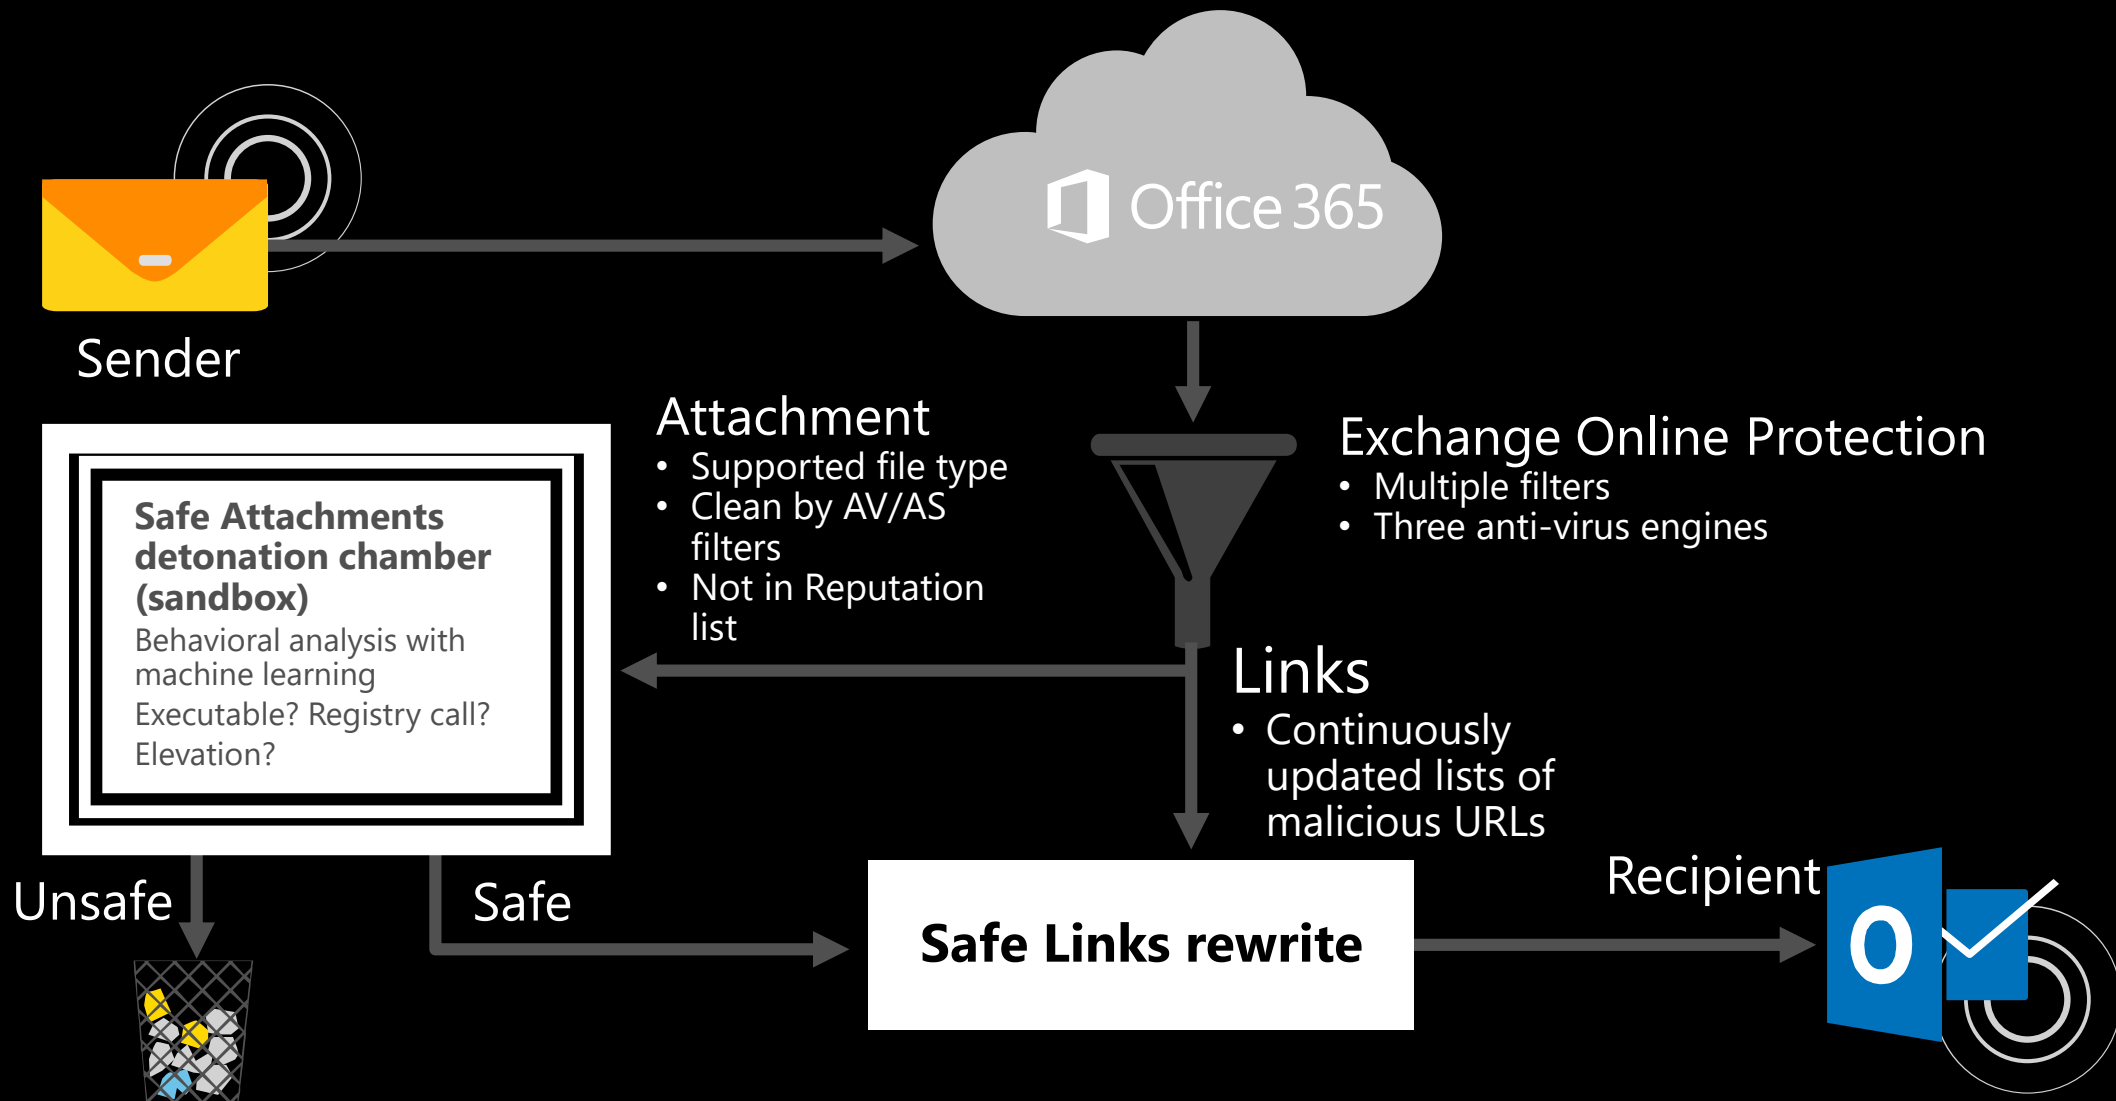 Office 365
Sender
Attachment
• Supported file type
• Clean by AV/AS
filters
• Not in Reputation
list
Exchange Online Protection
• Multiple filters
• Three anti-virus engines
Safe Attachments
detonation chamber
(sandbox)
Behavioral analysis with
machine learning
Executable? Registry call?
Elevation?
Links
• Continuously
updated lists of
malicious URLs
Unsafe
Safe
Safe Links rewrite
Recipient